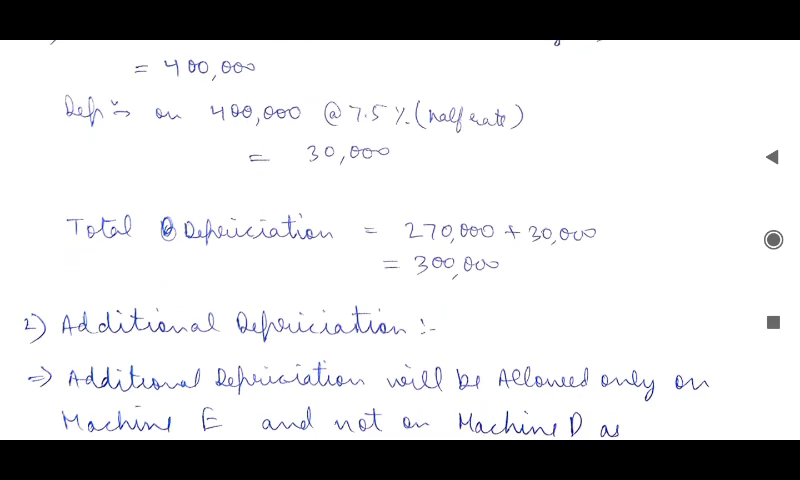 = 400,000
Depn on 400,000 @ 7.5 %. (half rate)
= 30,000
Total Depriciation = 270,000 + 30,000
= 300,000
2) Additional Depriciation :-
=> Additional Depriciation will be Allowed only on
Machine E and not on Machine D as